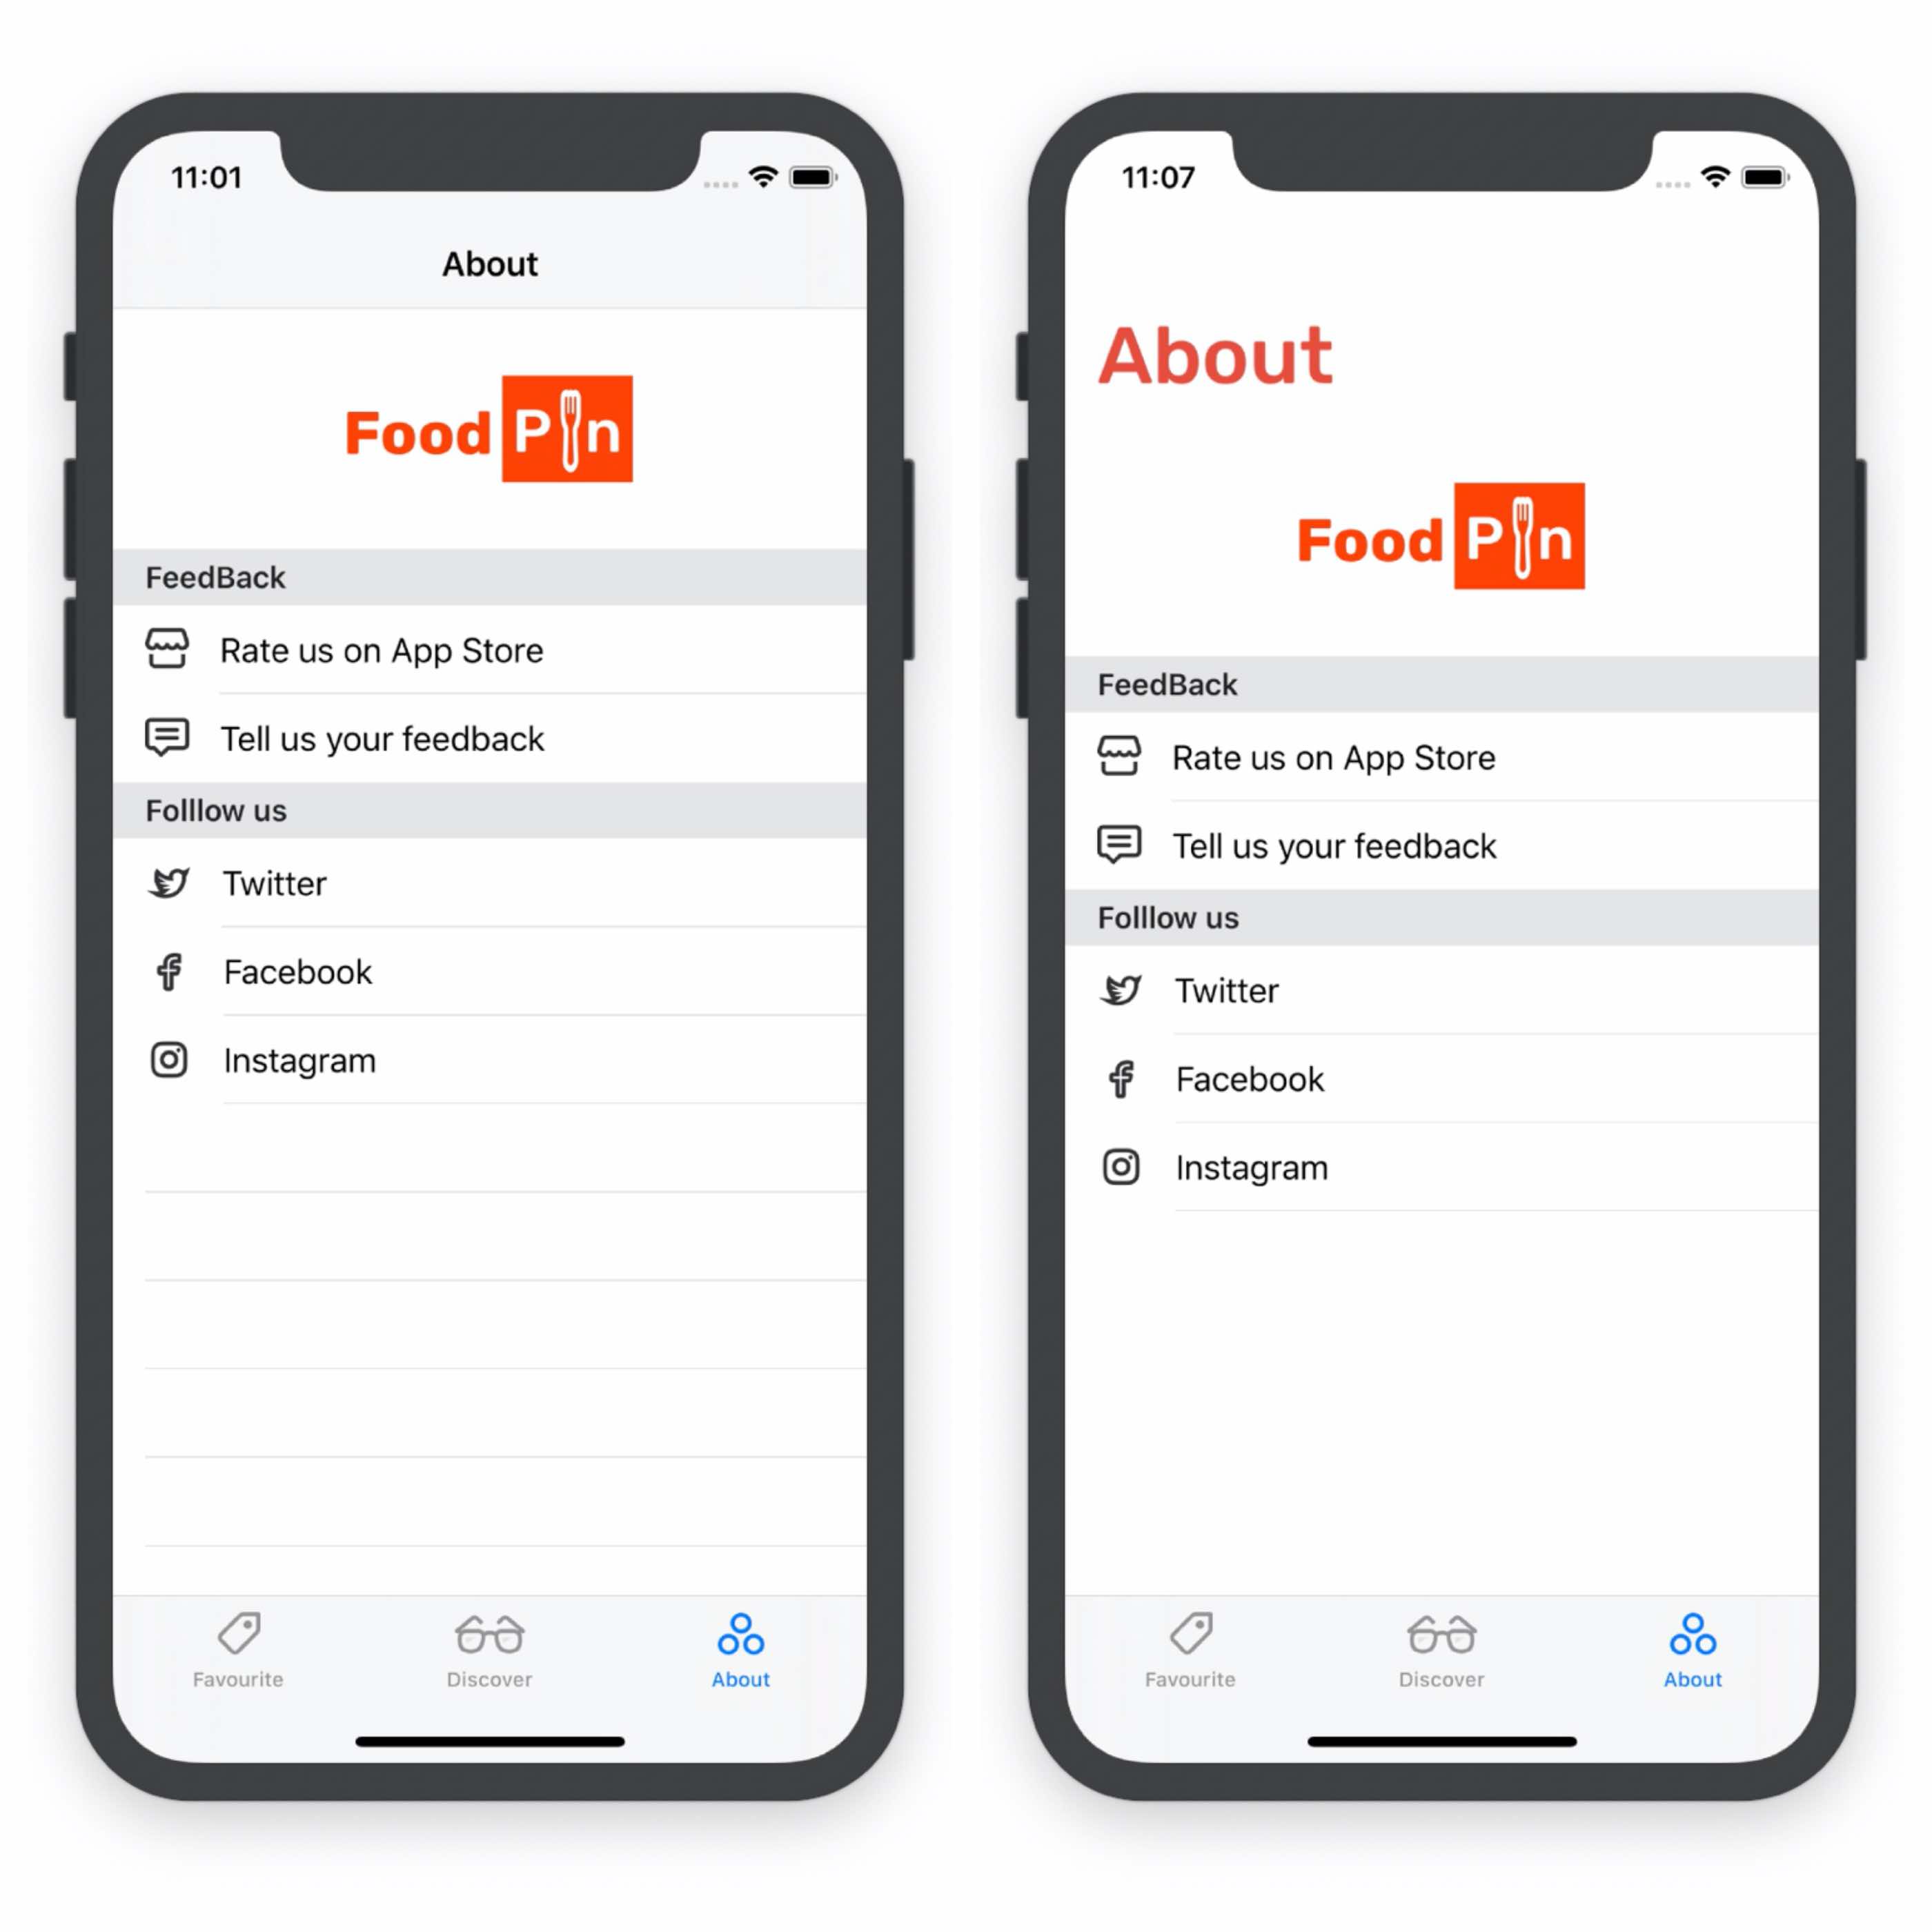 11:01
About
Food Pin
FeedBack
Rate us on App Store
Tell us your feedback
Folllow us
Twitter
Facebook
Instagram
Favourite Discover About
11:07
About
Food Pin
FeedBack
Rate us on App Store
Tell us your feedback
Folllow us
Twitter
Facebook
Instagram
Favourite Discover About